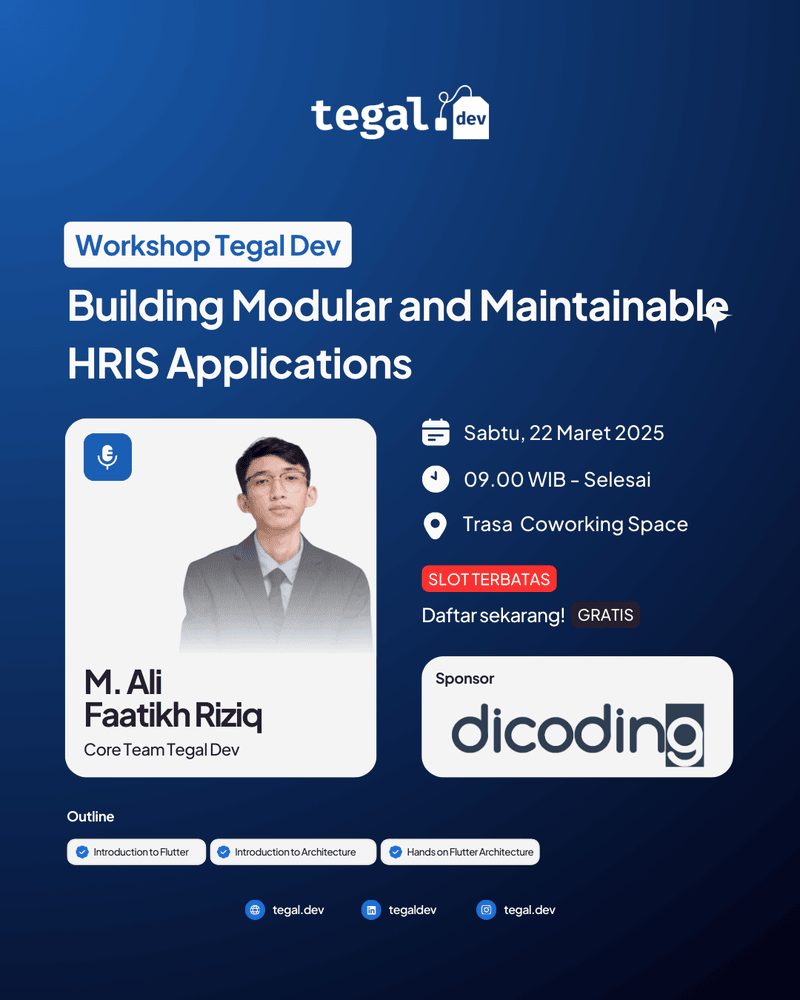 tegal.dev
Workshop Tegal Dev
Building Modular and Maintainable
HRIS Applications
Sabtu, 22 Maret 2025
09.00 WIB - Selesai
Trasa Coworking Space
SLOT TERBATAS
Daftar sekarang! GRATIS
M. Ali
Faatikh Riziq
Core Team Tegal Dev
Sponsor
dicoding
Outline
Introduction to Flutter
Introduction to Architecture
Hands on Flutter Architecture
tegal.dev
tegaldev
tegal.dev